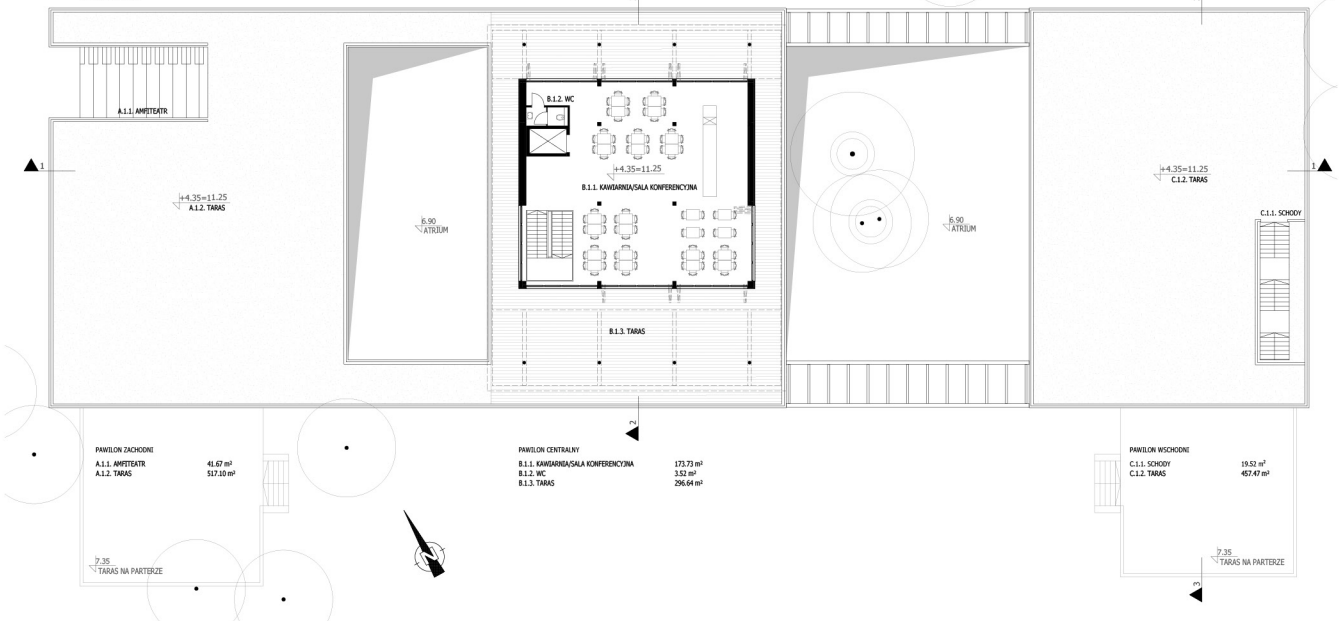 B.1.2. WC
A.1.1. AMFITEATR
1
+4.35=11.25
A.1.2. TARAS
6.90
ATRIUM
+4.35=11.25
B.1.1. KAWIARNIA/SALA KONFERENCYJNA
6.90
ATRIUM
+4.35=11.25
C.1.2. TARAS
1
C.1.1. SCHODY
B.1.3. TARAS
2
PAWILON ZACHODNI
A.1.1. AMFITEATR 41.67 m²
A.1.2. TARAS 517.10 m²
PAWILON CENTRALNY
B.1.1. KAWIARNIA/SALA KONFERENCYJNA 173.73 m²
B.1.2. WC 3.52 m²
B.1.3. TARAS 296.64 m²
PAWILON WSCHODNI
C.1.1. SCHODY 19.52 m²
C.1.2. TARAS 457.47 m²
N
7.35
TARAS NA PARTERZE
7.35
TARAS NA PARTERZE
3